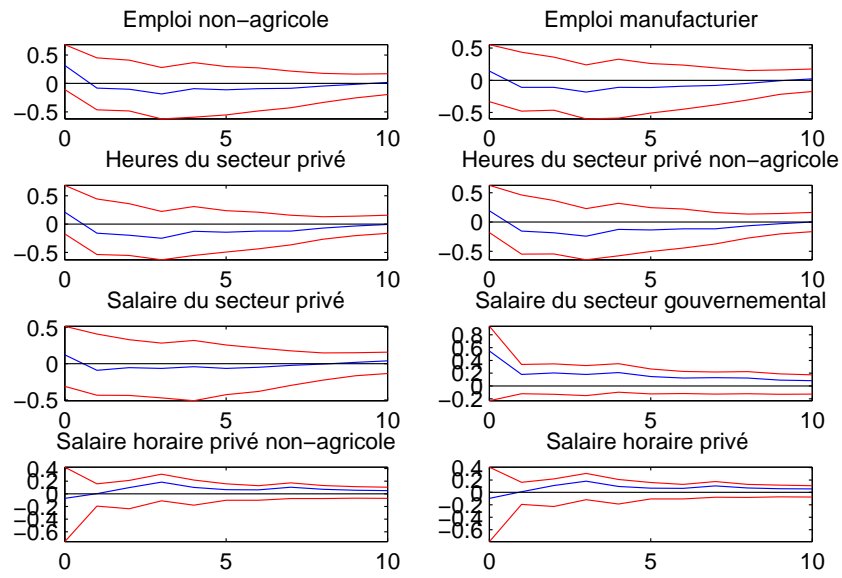 Emploi non−agricole
0.5
0
−0.5
0 5 10
Emploi manufacturier
0.5
0
−0.5
0 5 10
Heures du secteur privé
0.5
0
−0.5
0 5 10
Heures du secteur privé non−agricole
0.5
0
−0.5
0 5 10
Salaire du secteur privé
0.5
0
−0.5
0 5 10
Salaire du secteur gouvernemental
0.8
0.6
0.4
0.2
0
−0.2
0 5 10
Salaire horaire privé non−agricole
0.4
0.2
0
−0.2
−0.4
−0.6
0 5 10
Salaire horaire privé
0.4
0.2
0
−0.2
−0.4
−0.6
0 5 10